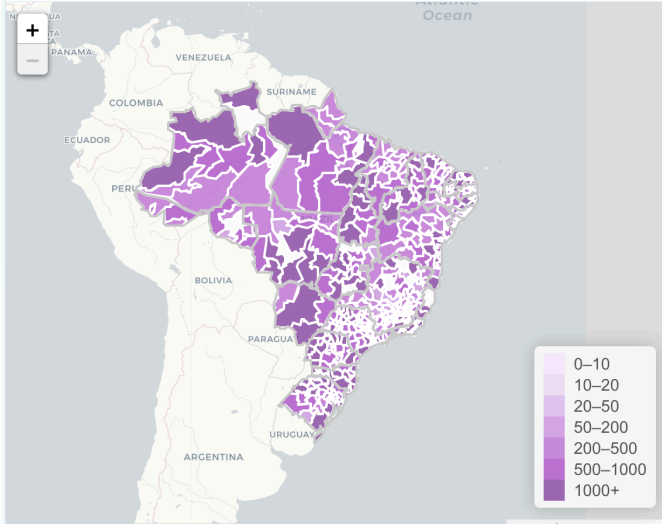 Atlantic
Ocean
+
−
PANAMA
VENEZUELA
SURINAME
COLOMBIA
ECUADOR
PERU
BRAZIL
BOLIVIA
PARAGUA
URUGUAY
ARGENTINA
0–10
10–20
20–50
50–200
200–500
500–1000
1000+